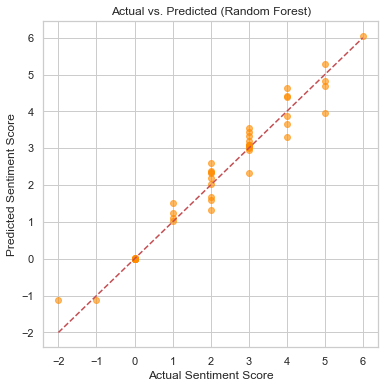 Actual vs. Predicted (Random Forest)
Predicted Sentiment Score
6
5
4
3
2
1
0
−1
−2
−2 −1 0 1 2 3 4 5 6
Actual Sentiment Score